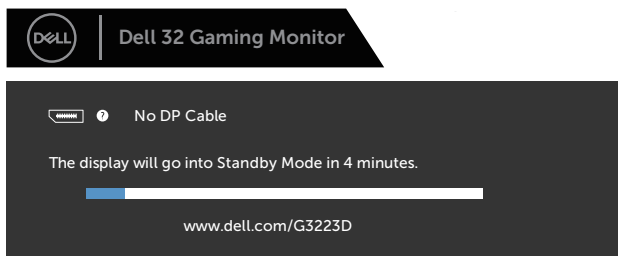 DELL
Dell 32 Gaming Monitor
? No DP Cable
The display will go into Standby Mode in 4 minutes.
www.dell.com/G3223D